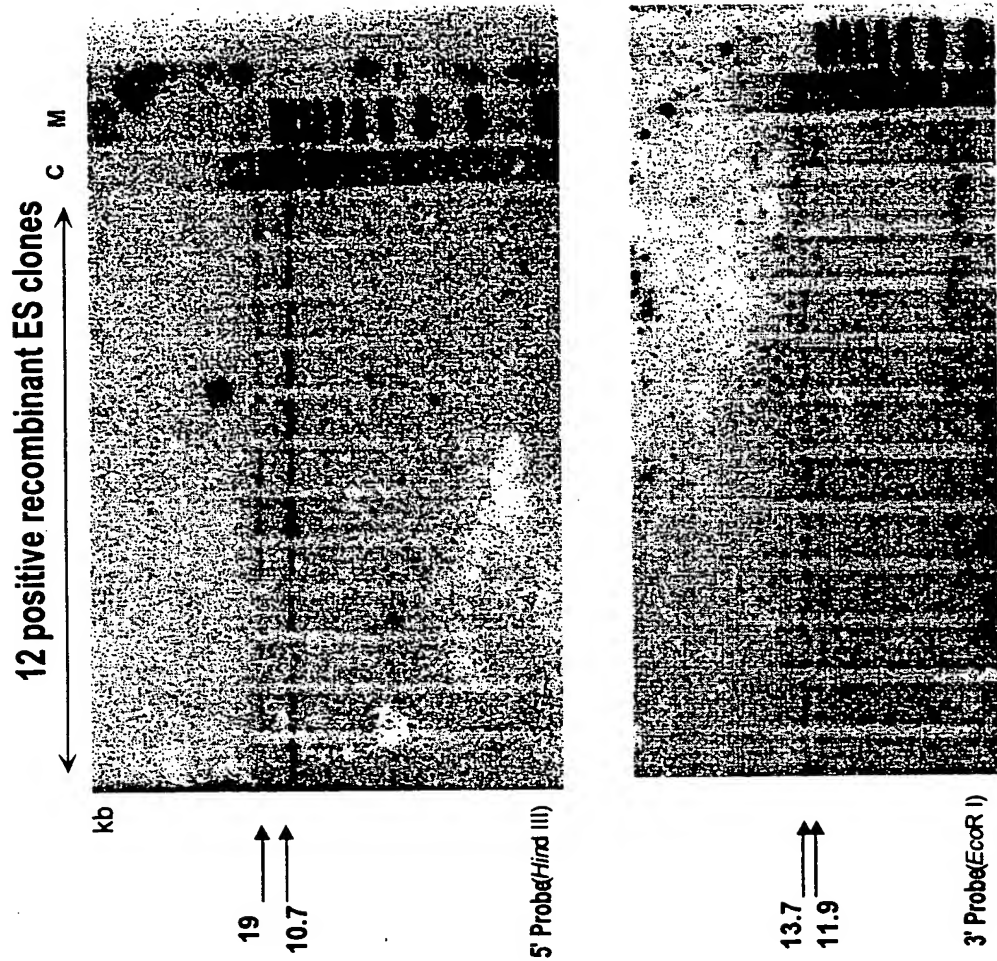 12 positive recombinant ES clones
C M
kb
19
10.7
5' Probe(Hind III)
13.7
11.9
3' Probe(EcoR I)